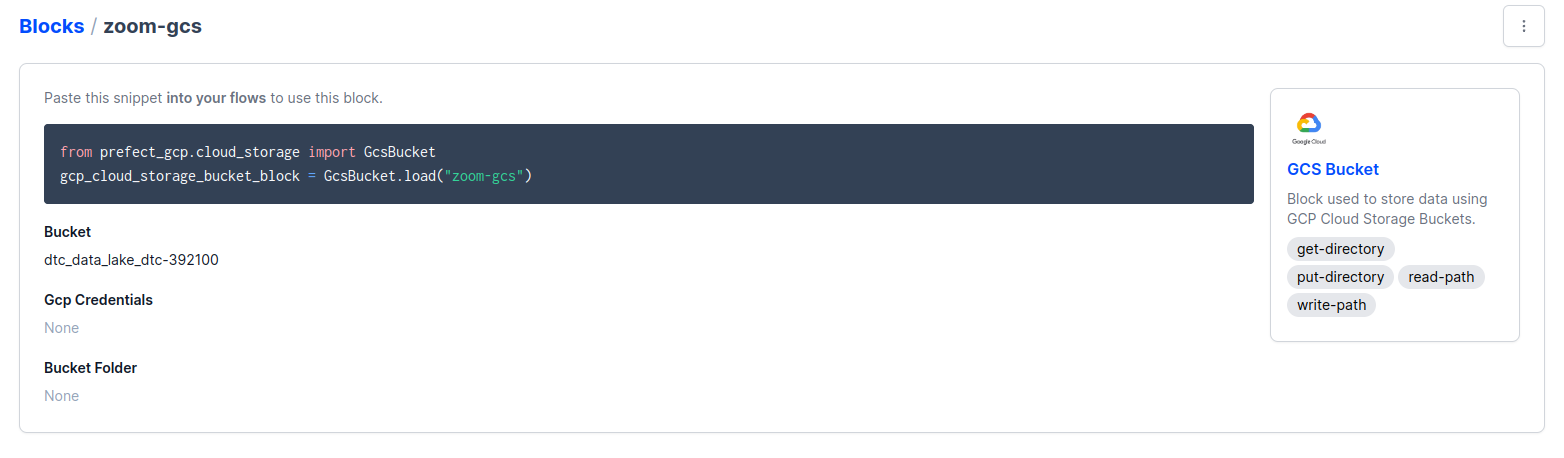 Blocks / zoom-gcs
Paste this snippet into your flows to use this block.
from prefect_gcp.cloud_storage import GcsBucket
gcp_cloud_storage_bucket_block = GcsBucket.load("zoom-gcs")
Bucket
dtc_data_lake_dtc-392100
Gcp Credentials
None
Bucket Folder
None
Google Cloud
GCS Bucket
Block used to store data using
GCP Cloud Storage Buckets.
get-directory
put-directory read-path
write-path